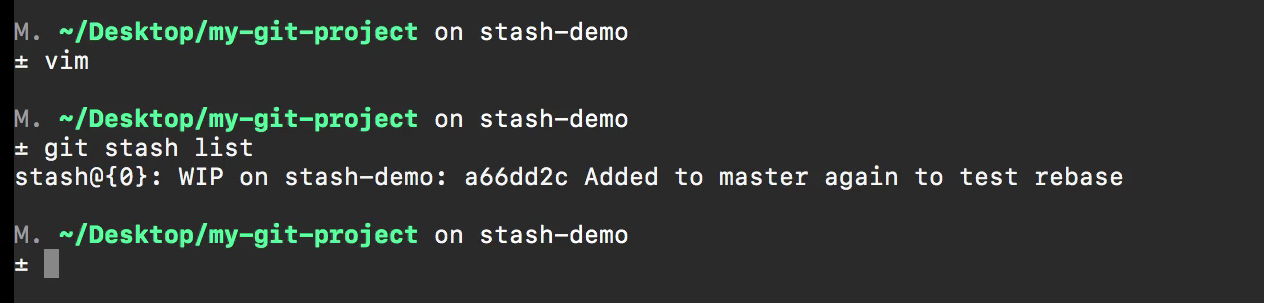 M. ~/Desktop/my-git-project on stash-demo
± vim
M. ~/Desktop/my-git-project on stash-demo
± git stash list
stash@{0}: WIP on stash-demo: a66dd2c Added to master again to test rebase
M. ~/Desktop/my-git-project on stash-demo
±